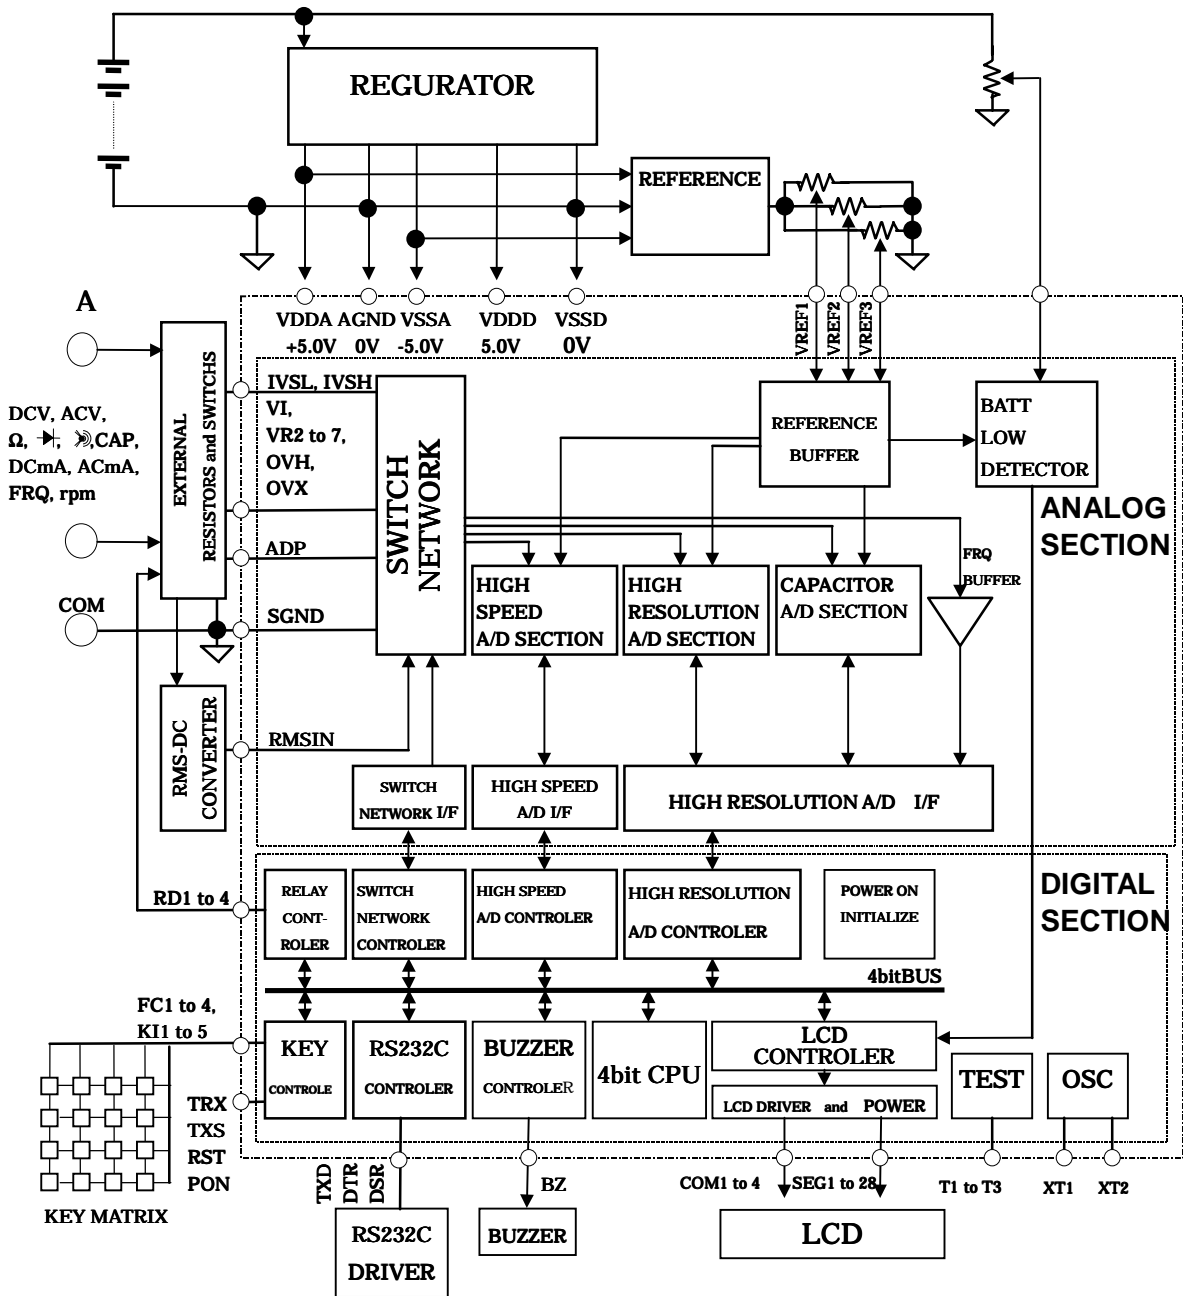 REGURATOR
REFERENCE
A
VDDA AGND VSSA VDDD VSSD
+5.0V 0V -5.0V 5.0V 0V
VREF1
VREF2
VREF3
DCV, ACV,
Ω, CAP,
DCmA, ACmA,
FRQ, rpm
EXTERNAL
RESISTORS and SWITCHS
IVSL, IVSH
VI,
VR2 to 7,
OVH,
OVX
ADP
SWITCH
NETWORK
REFERENCE
BUFFER
BATT
LOW
DETECTOR
ANALOG
SECTION
HIGH
SPEED
A/D SECTION
HIGH
RESOLUTION
A/D SECTION
CAPACITOR
A/D SECTION
FRQ
BUFFER
COM
SGND
RMS-DC
CONVERTER
RMSIN
SWITCH
NETWORK I/F
HIGH SPEED
A/D I/F
HIGH RESOLUTION A/D I/F
RD1 to 4
RELAY
CONT-
ROLER
SWITCH
NETWORK
CONTROLER
HIGH SPEED
A/D CONTROLER
HIGH RESOLUTION
A/D CONTROLER
POWER ON
INITIALIZE
DIGITAL
SECTION
4bitBUS
FC1 to 4,
KI1 to 5
KEY
CONTROLE
RS232C
CONTROLER
BUZZER
CONTROLER
4bit CPU
LCD
CONTROLER
LCD DRIVER and POWER
TEST
OSC
TRX
TXS
RST
PON
KEY MATRIX
TXD
DTR
DSR
BZ
COM1 to 4
SEG1 to 28
T1 to T3
XT1
XT2
RS232C
DRIVER
BUZZER
LCD